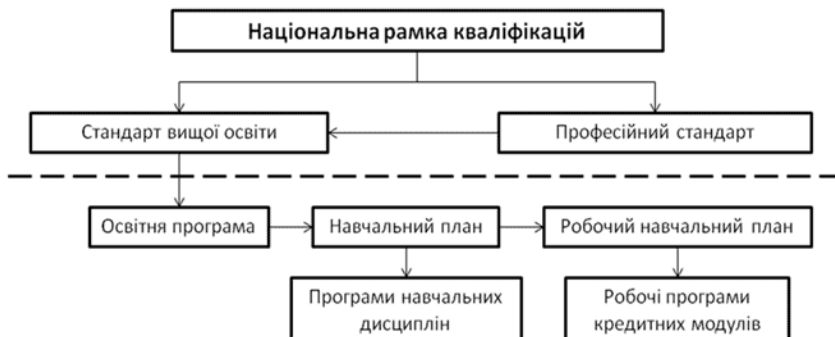 Національна рамка кваліфікацій
Стандарт вищої освіти
Професійний стандарт
Освітня програма
Навчальний план
Робочий навчальний план
Програми навчальних
дисциплін
Робочі програми
кредитних модулів